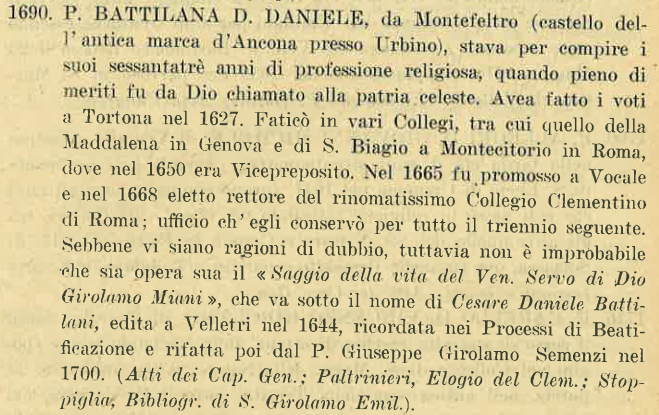 1690. P. BATTILANA D. DANIELE, da Montefeltro (castello del-
l'antica marca d'Ancona presso Urbino), stava per compire i
suoi sessantatrè anni di professione religiosa, quando pieno di
meriti fu da Dio chiamato alla patria celeste. Avea fatto i voti
a Tortona nel 1627. Faticò in vari Collegi, tra cui quello della
Maddalena in Genova e di S. Biagio a Montecitorio in Roma,
dove nel 1650 era Vicepreposito. Nel 1665 fu promosso a Vocale
e nel 1668 eletto rettore del rinomatissimo Collegio Clementino
di Roma; ufficio ch'egli conservò per tutto il triennio seguente.
Sebbene vi siano ragioni di dubbio, tuttavia non è improbabile
che sia opera sua il «Saggio della vita del Ven. Servo di Dio
Girolamo Miani», che va sotto il nome di Cesare Daniele Batti-
lani, edita a Velletri nel 1644, ricordata nei Processi di Beati-
ficazione e rifatta poi dal P. Giuseppe Girolamo Semenzi nel
1700. (Atti dei Cap. Gen.; Paltrinieri, Elogio del Clem.; Stop-
piglia, Bibliogr. di S. Girolamo Emil.).